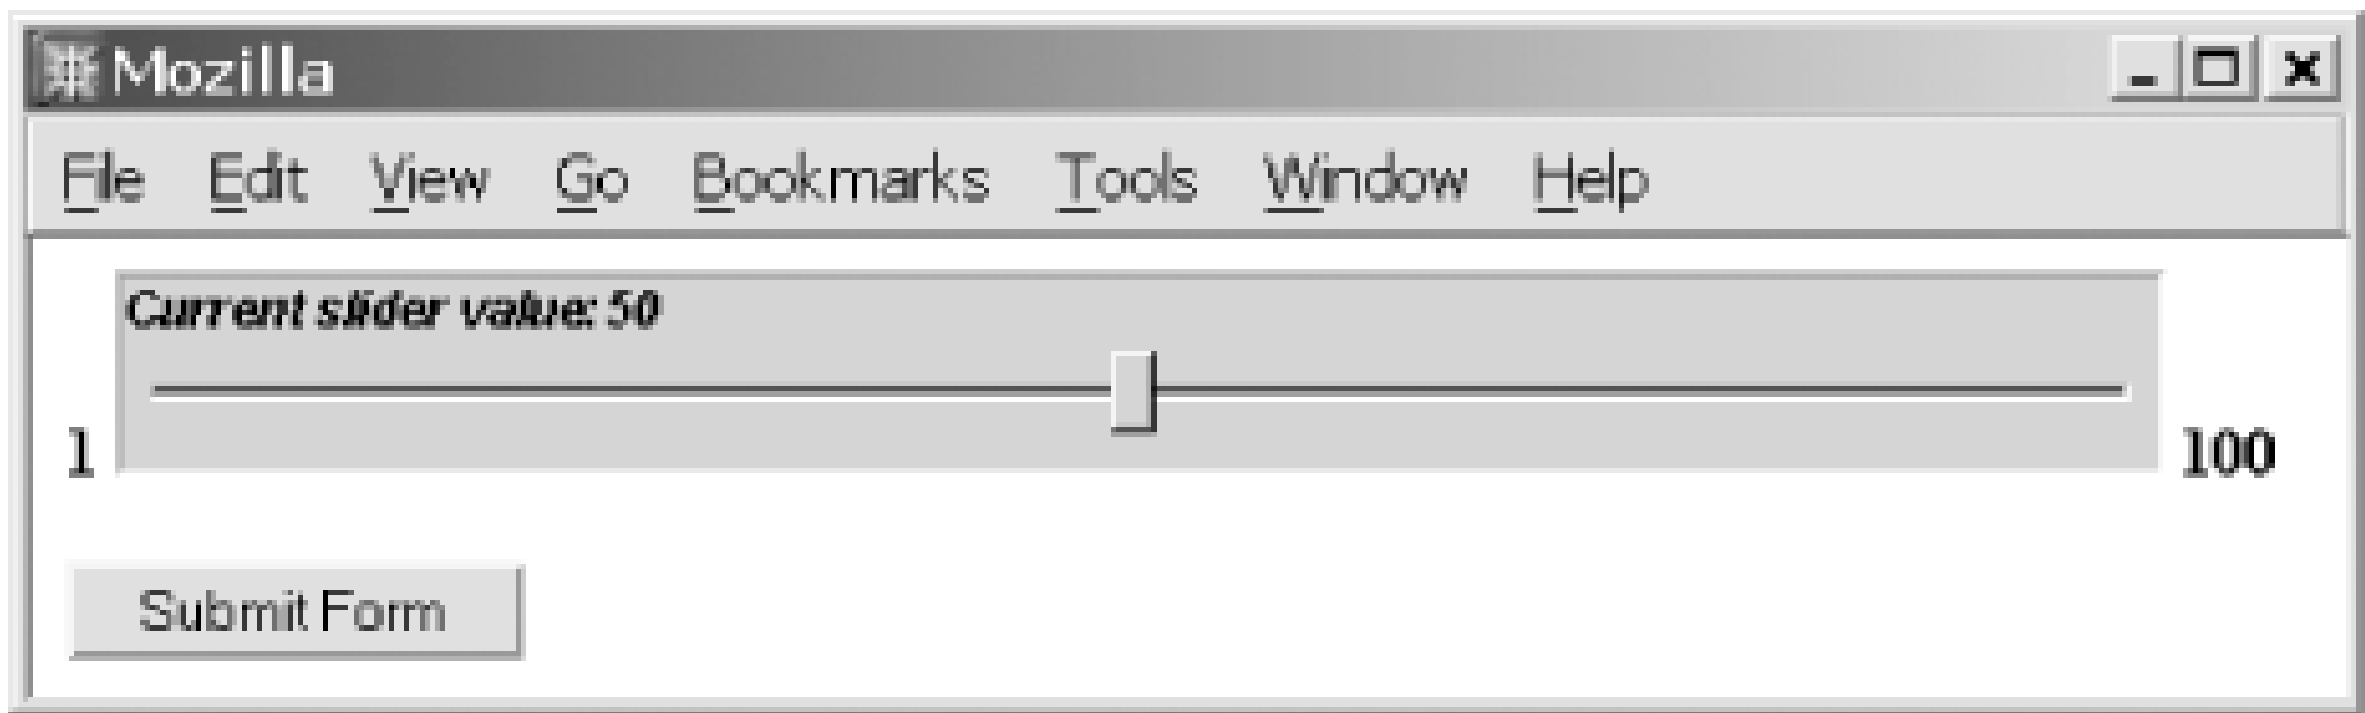 Mozilla
File Edit View Go Bookmarks Tools Window Help
Current slider value: 50
1 100
Submit Form